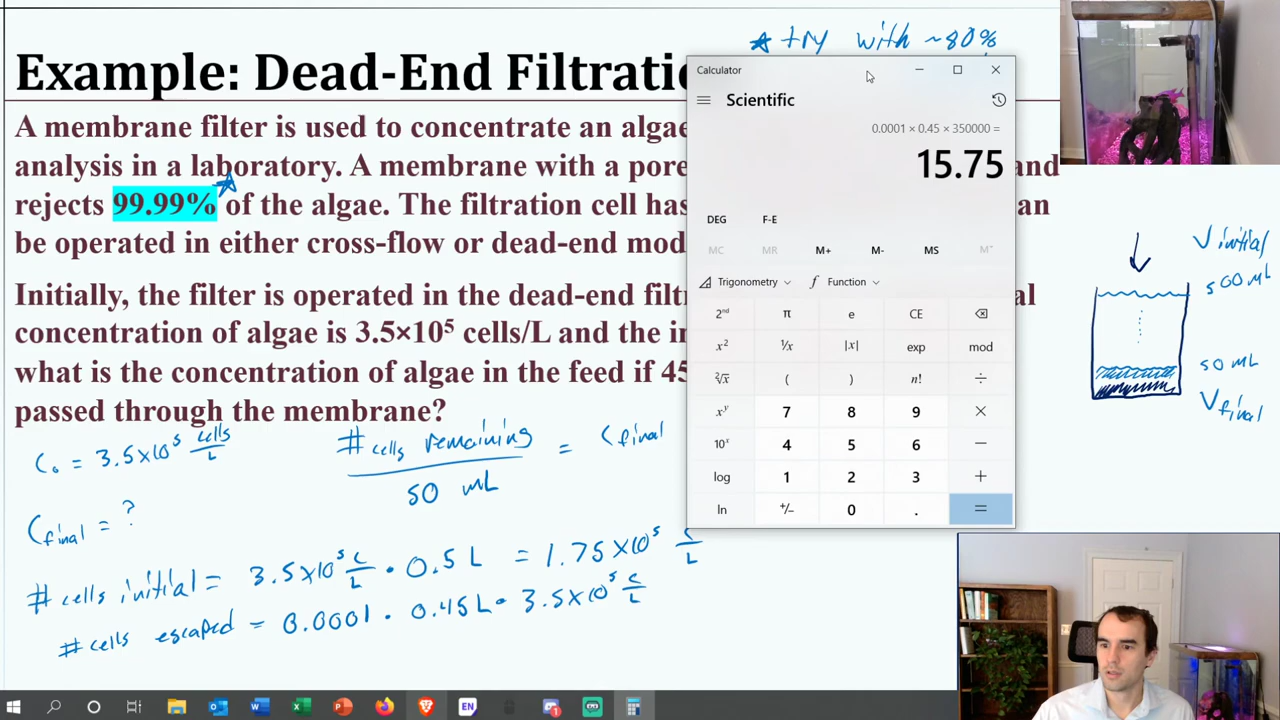 ★ try with ~80%
Example: Dead-End Filtratio
A membrane filter is used to concentrate an algae
analysis in a laboratory. A membrane with a pore and
rejects 99.99%★ of the algae. The filtration cell has an
be operated in either cross-flow or dead-end mod
Initially, the filter is operated in the dead-end filt al
concentration of algae is 3.5×10⁵ cells/L and the in
what is the concentration of algae in the feed if 45
passed through the membrane?
C₀ = 3.5×10⁵ cells/L
# cells remaining / 50 mL = C final
C final = ?
# cells initial = 3.5×10⁵ C/L · 0.5 L = 1.75×10⁵ C/L
# cells escaped = 0.0001 · 0.45 L · 3.5×10⁵ C/L
Calculator
Scientific
0.0001 × 0.45 × 350000 =
15.75
DEG F-E
MC MR M+ M- MS M˅
Trigonometry Function
2ⁿᵈ π e CE
x² ¹/x |x| exp mod
²√x ( ) n! ÷
xʸ 7 8 9 ×
10ˣ 4 5 6 −
log 1 2 3 +
ln +/− 0 . =
V initial
500 mL
50 mL
V final
EN